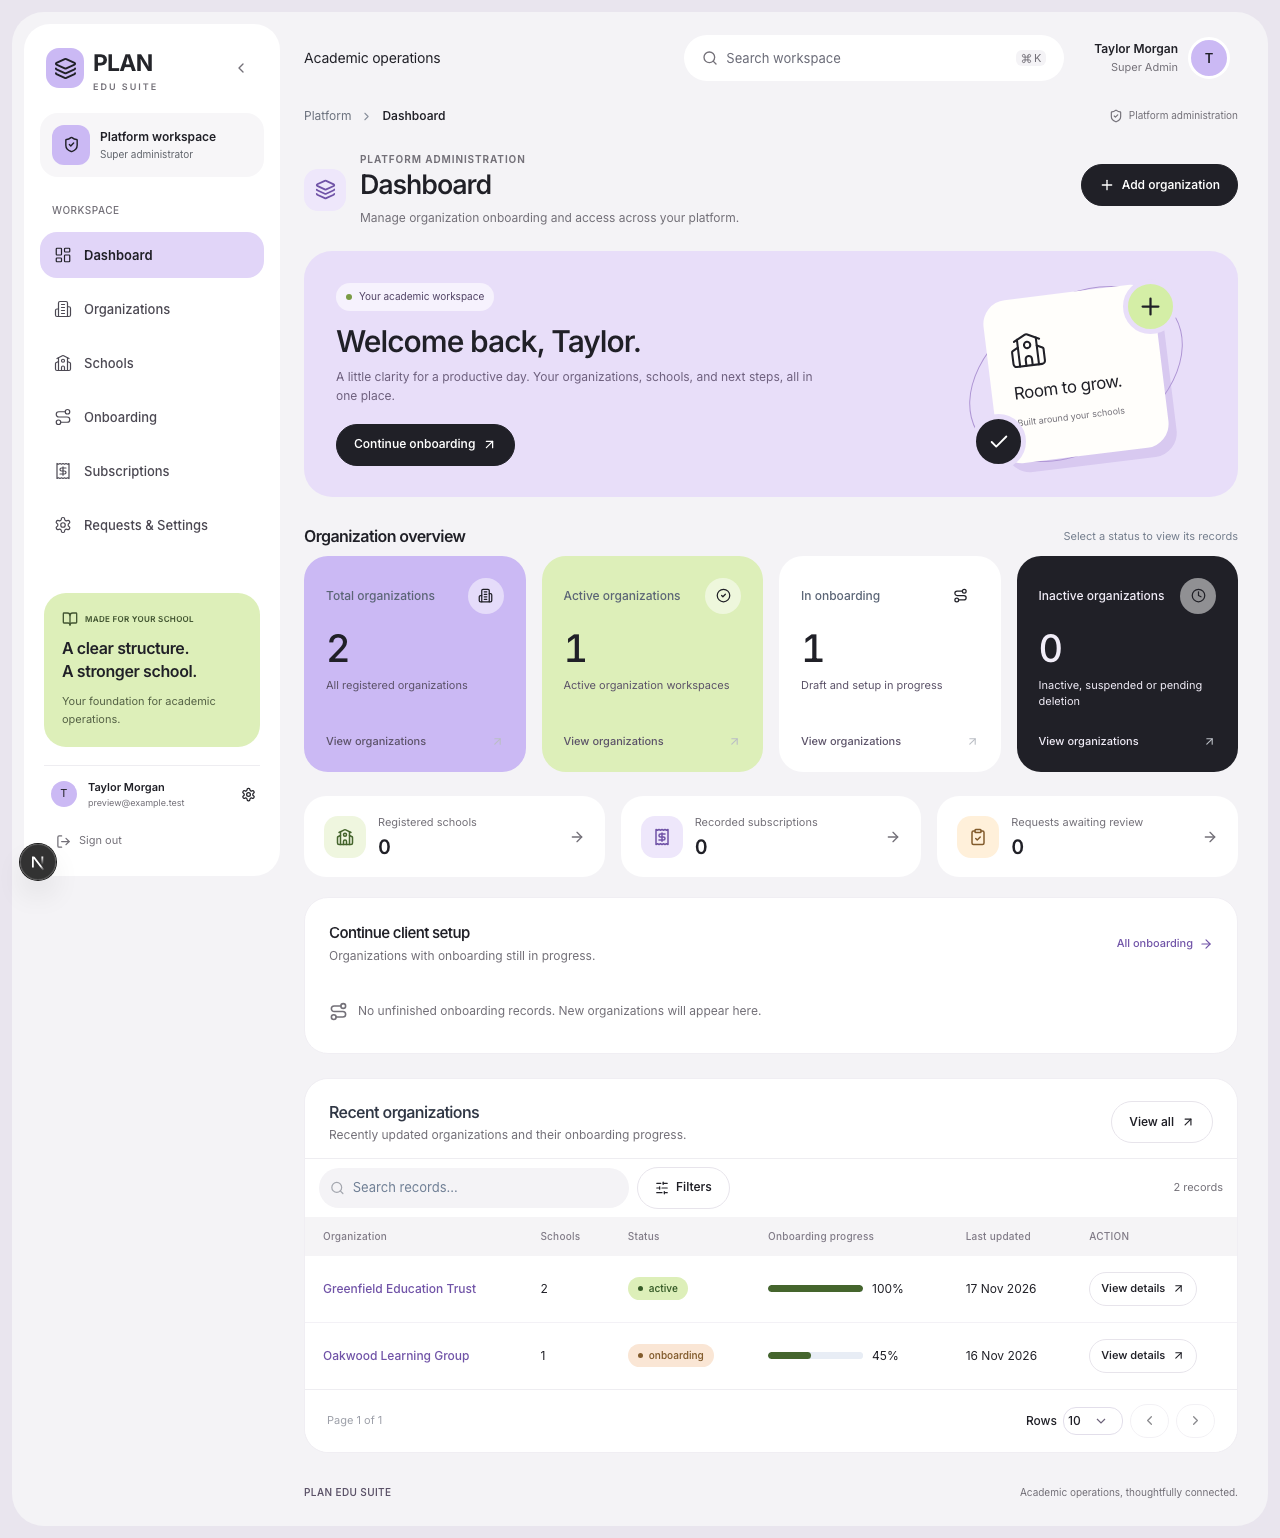 PLAN
EDU SUITE
Platform workspace
Super administrator
WORKSPACE
Dashboard
Organizations
Schools
Onboarding
Subscriptions
Requests & Settings
MADE FOR YOUR SCHOOL
A clear structure.
A stronger school.
Your foundation for academic
operations.
T
Taylor Morgan
preview@example.test
Sign out
N
Academic operations
Search workspace
⌘ K
Taylor Morgan
Super Admin
T
Platform > Dashboard
Platform administration
PLATFORM ADMINISTRATION
Dashboard
Manage organization onboarding and access across your platform.
Add organization
Your academic workspace
Welcome back, Taylor.
A little clarity for a productive day. Your organizations, schools, and next steps, all in
one place.
Continue onboarding
Room to grow.
Built around your schools
Organization overview
Select a status to view its records
Total organizations
2
All registered organizations
View organizations
Active organizations
1
Active organization workspaces
View organizations
In onboarding
1
Draft and setup in progress
View organizations
Inactive organizations
0
Inactive, suspended or pending
deletion
View organizations
Registered schools
0
Recorded subscriptions
0
Requests awaiting review
0
Continue client setup
Organizations with onboarding still in progress.
All onboarding
No unfinished onboarding records. New organizations will appear here.
Recent organizations
Recently updated organizations and their onboarding progress.
View all
Search records...
Filters
2 records
Organization Schools Status Onboarding progress Last updated ACTION
Greenfield Education Trust 2 active 100% 17 Nov 2026 View details
Oakwood Learning Group 1 onboarding 45% 16 Nov 2026 View details
Page 1 of 1
Rows 10
PLAN EDU SUITE
Academic operations, thoughtfully connected.